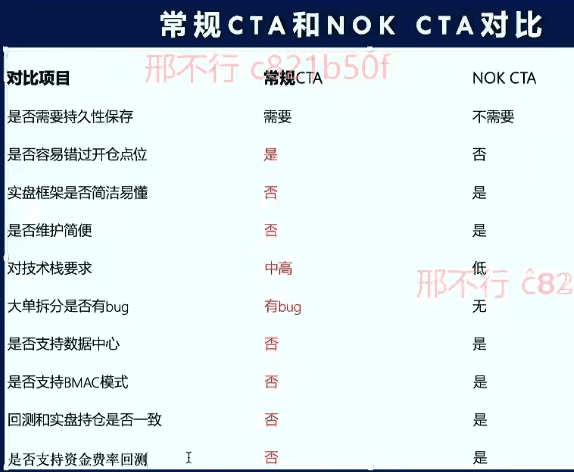 常规CTA和NOK CTA对比
邢不行 c821b50f
对比项目 常规CTA NOK CTA
是否需要持久性保存 需要 不需要
是否容易错过开仓点位 是 否
实盘框架是否简洁易懂 否 是
是否维护简便 否 是
对技术栈要求 中高 低
邢不行 c82
大单拆分是否有bug 有bug 无
是否支持数据中心 否 是
是否支持BMAC模式 否 是
回测和实盘持仓是否一致 否 是
是否支持资金费率回测 否 是